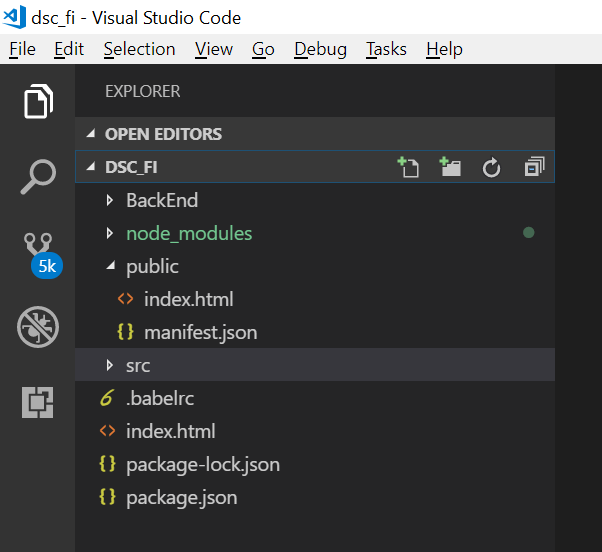 dsc_fi - Visual Studio Code
File Edit Selection View Go Debug Tasks Help
EXPLORER
OPEN EDITORS
DSC_FI
BackEnd
node_modules
5k
public
index.html
manifest.json
src
.babelrc
index.html
package-lock.json
package.json